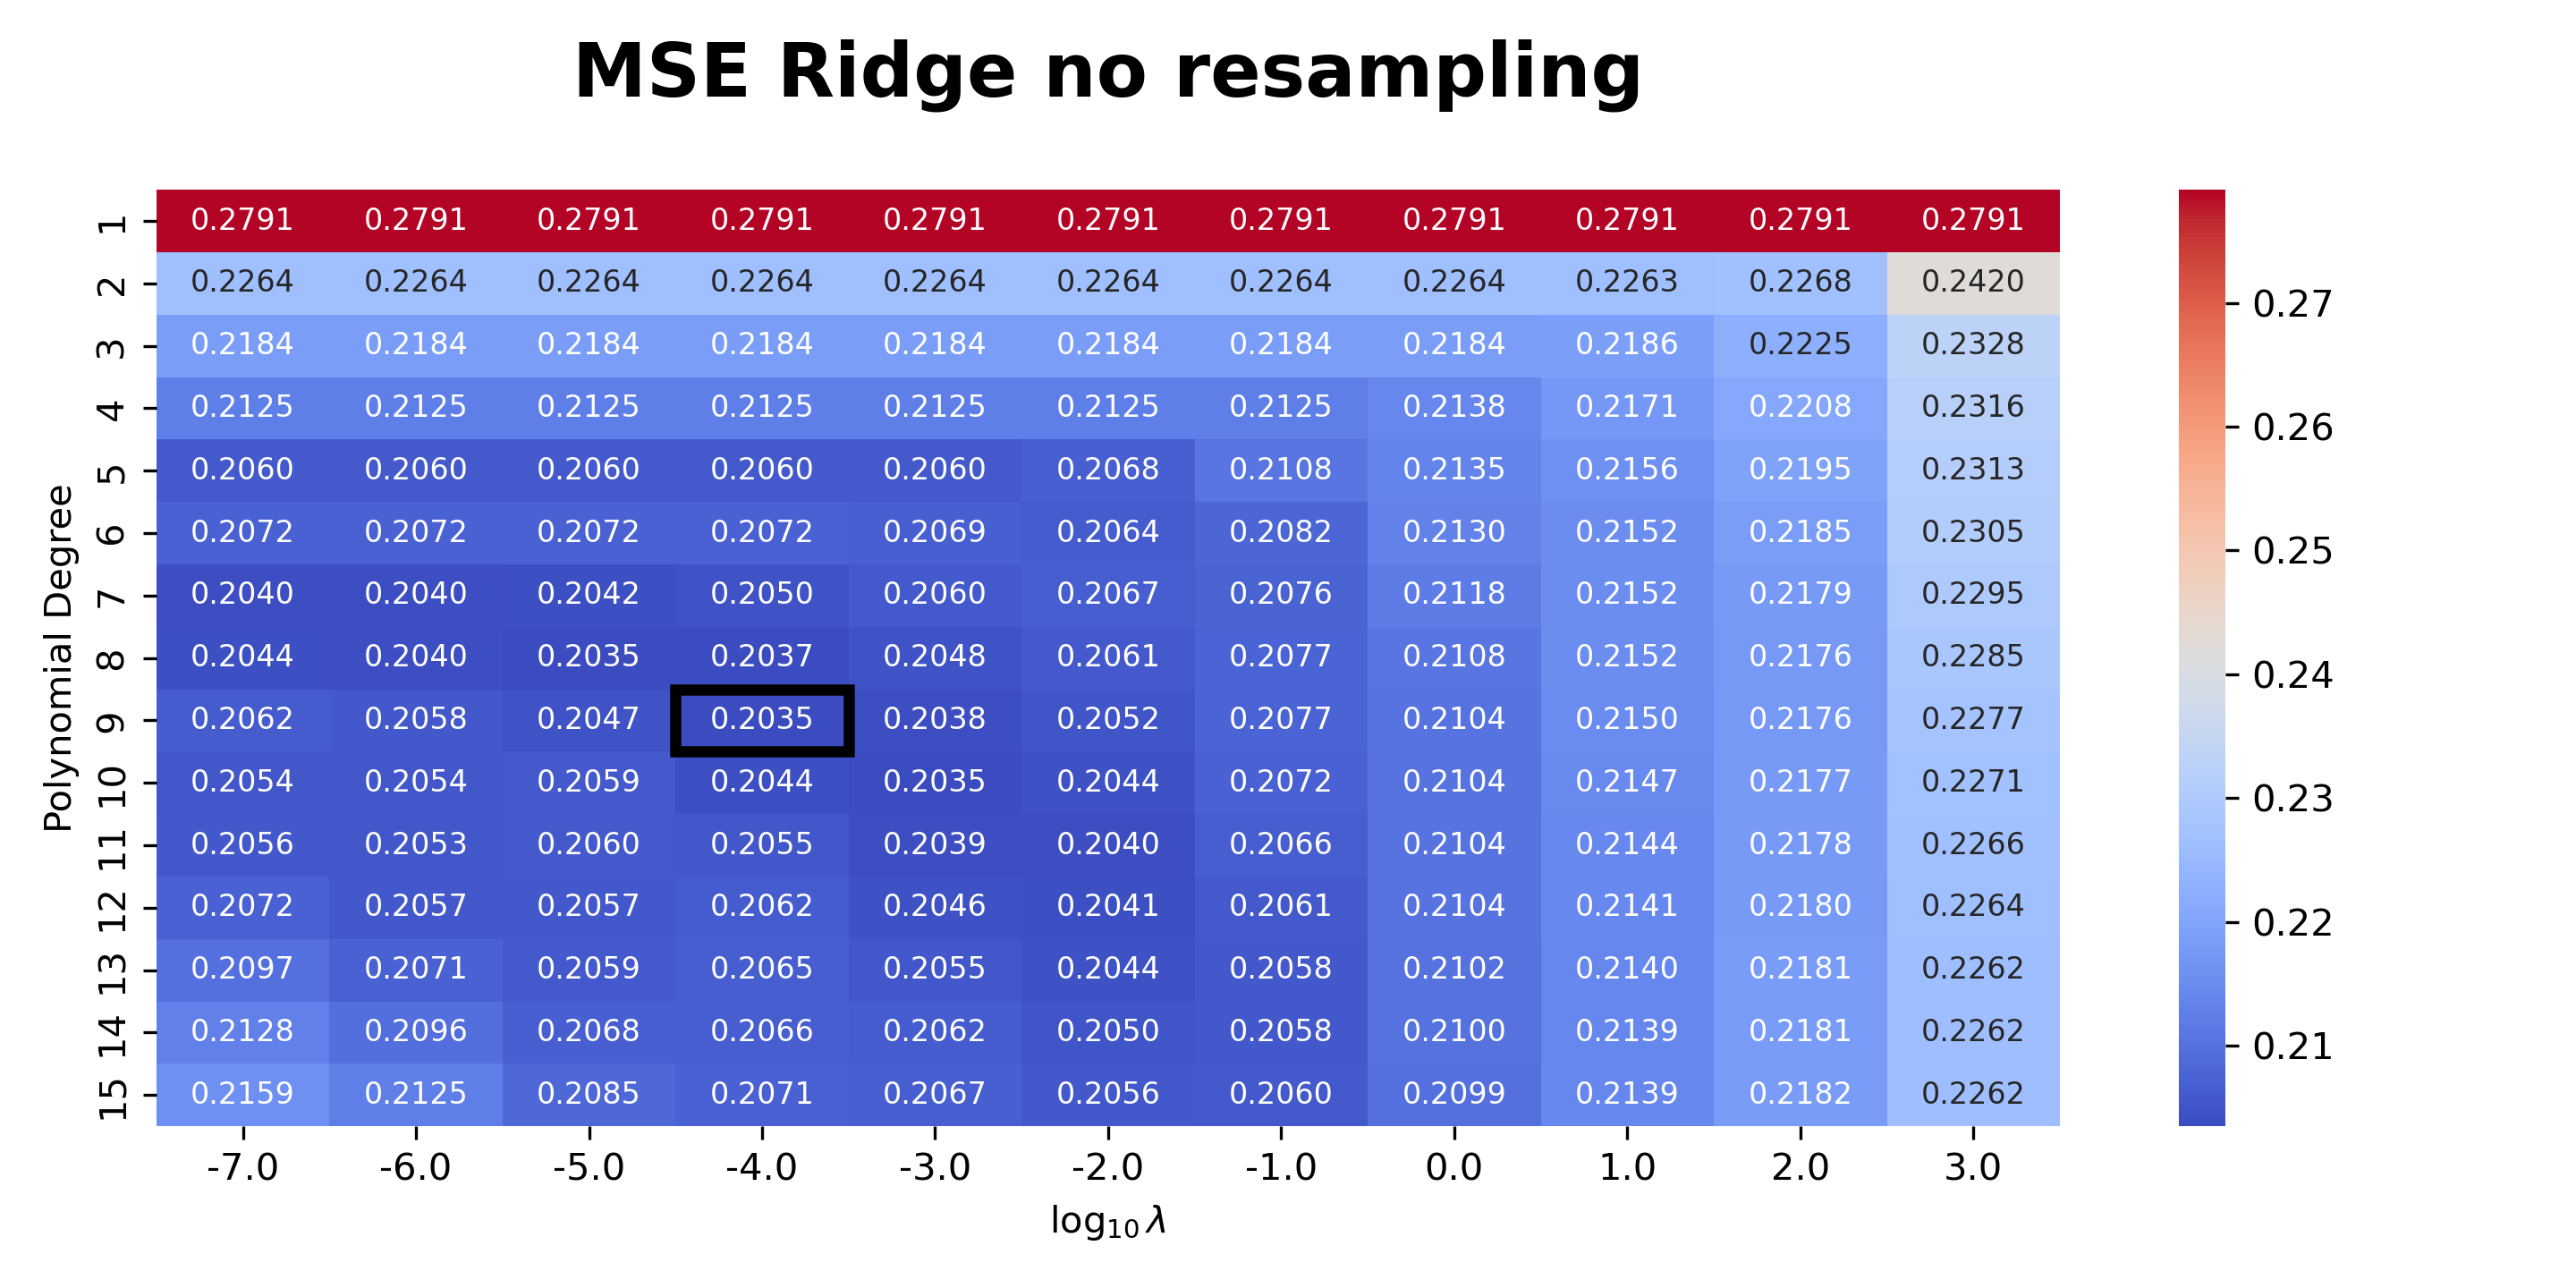 MSE Ridge no resampling
Polynomial Degree
1 0.2791 0.2791 0.2791 0.2791 0.2791 0.2791 0.2791 0.2791 0.2791 0.2791 0.2791
2 0.2264 0.2264 0.2264 0.2264 0.2264 0.2264 0.2264 0.2264 0.2263 0.2268 0.2420
3 0.2184 0.2184 0.2184 0.2184 0.2184 0.2184 0.2184 0.2184 0.2186 0.2225 0.2328
4 0.2125 0.2125 0.2125 0.2125 0.2125 0.2125 0.2125 0.2138 0.2171 0.2208 0.2316
5 0.2060 0.2060 0.2060 0.2060 0.2060 0.2068 0.2108 0.2135 0.2156 0.2195 0.2313
6 0.2072 0.2072 0.2072 0.2072 0.2069 0.2064 0.2082 0.2130 0.2152 0.2185 0.2305
7 0.2040 0.2040 0.2042 0.2050 0.2060 0.2067 0.2076 0.2118 0.2152 0.2179 0.2295
8 0.2044 0.2040 0.2035 0.2037 0.2048 0.2061 0.2077 0.2108 0.2152 0.2176 0.2285
9 0.2062 0.2058 0.2047 0.2035 0.2038 0.2052 0.2077 0.2104 0.2150 0.2176 0.2277
10 0.2054 0.2054 0.2059 0.2044 0.2035 0.2044 0.2072 0.2104 0.2147 0.2177 0.2271
11 0.2056 0.2053 0.2060 0.2055 0.2039 0.2040 0.2066 0.2104 0.2144 0.2178 0.2266
12 0.2072 0.2057 0.2057 0.2062 0.2046 0.2041 0.2061 0.2104 0.2141 0.2180 0.2264
13 0.2097 0.2071 0.2059 0.2065 0.2055 0.2044 0.2058 0.2102 0.2140 0.2181 0.2262
14 0.2128 0.2096 0.2068 0.2066 0.2062 0.2050 0.2058 0.2100 0.2139 0.2181 0.2262
15 0.2159 0.2125 0.2085 0.2071 0.2067 0.2056 0.2060 0.2099 0.2139 0.2182 0.2262
-7.0 -6.0 -5.0 -4.0 -3.0 -2.0 -1.0 0.0 1.0 2.0 3.0
log₁₀ λ
0.27
0.26
0.25
0.24
0.23
0.22
0.21